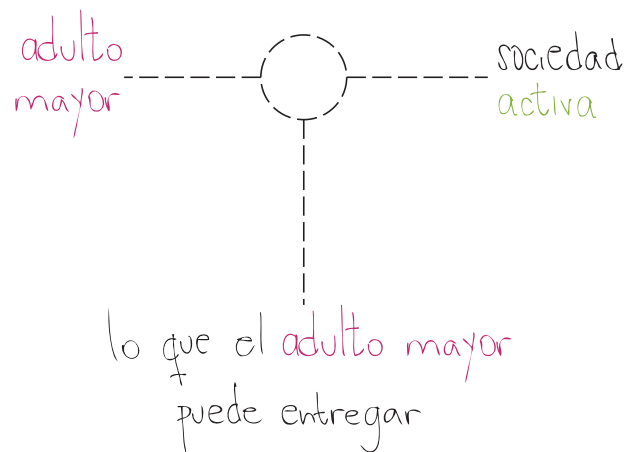 adulto
mayor
sociedad
activa
lo que el adulto mayor
puede entregar